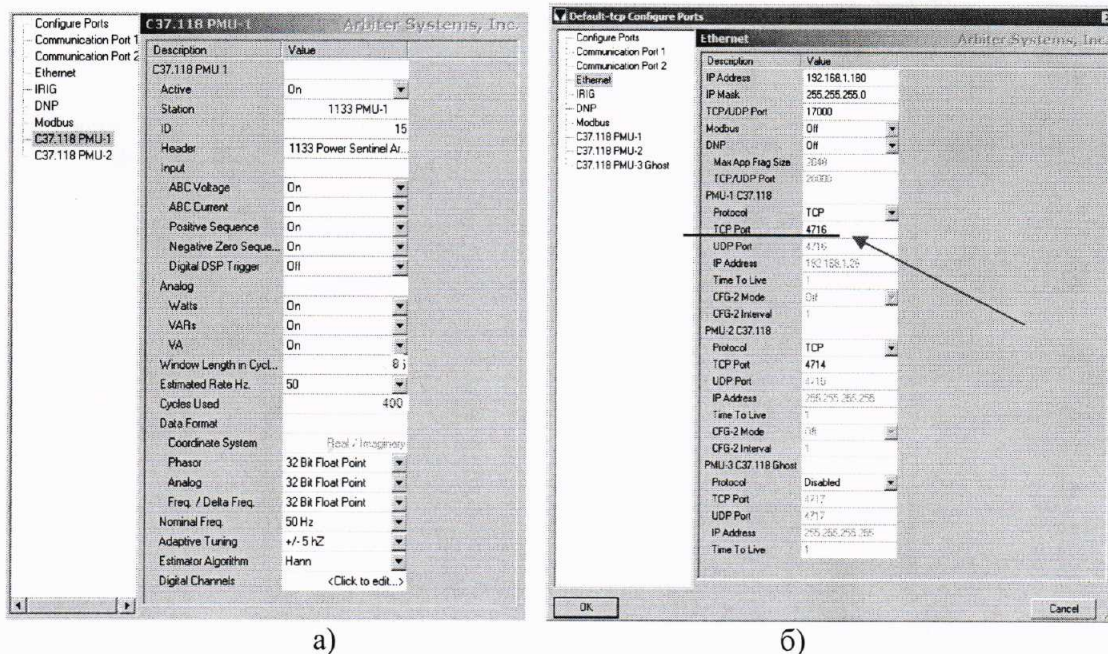 Configure Ports
Communication Port 1
Communication Port 2
Ethernet
IRIG
DNP
Modbus
C37.118 PMU-1
C37.118 PMU-2
C37.118 PMU-1
Arbiter Systems, Inc.
Description Value
C37.118 PMU 1
Active On
Station 1133 PMU-1
ID 15
Header 1133 Power Sentinel Ar...
Input
ABC Voltage On
ABC Current On
Positive Sequence On
Negative Zero Seque... On
Digital DSP Trigger Off
Analog
Watts On
VARs On
VA On
Window Length in Cycl...
Estimated Rate Hz. 50
Cycles Used 400
Data Format
Coordinate System Real / Imaginery
Phasor 32 Bit Float Point
Analog 32 Bit Float Point
Freq. / Delta Freq. 32 Bit Float Point
Nominal Freq. 50 Hz
Adaptive Tuning +/- 5 hZ
Estimator Algorithm Hann
Digital Channels <Click to edit...>
а)
Default-tcp Configure Ports
Configure Ports
Communication Port 1
Communication Port 2
Ethernet
IRIG
DNP
Modbus
C37.118 PMU-1
C37.118 PMU-2
C37.118 PMU-3 Ghost
Ethernet
Arbiter Systems, Inc.
Description Value
IP Address 192.168.1.180
IP Mask 255.255.255.0
TCP/UDP Port 17000
Modbus Off
DNP Off
Max App Frag Size 2048
TCP/UDP Port 20000
PMU-1 C37.118
Protocol TCP
TCP Port 4716
UDP Port 4716
IP Address 192.168.1.26
Time To Live 1
CFG-2 Mode Off
CFG-2 Interval 1
PMU-2 C37.118
Protocol TCP
TCP Port 4714
UDP Port
IP Address 255.255.255.255
Time To Live 1
CFG-2 Mode Off
CFG-2 Interval 1
PMU-3 C37.118 Ghost
Protocol Disabled
TCP Port 4717
UDP Port 4717
IP Address 255.255.255.255
Time To Live 1
OK Cancel
б)